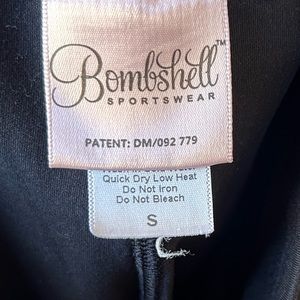 Bombshell™
SPORTSWEAR
PATENT: DM/092 779
Quick Dry Low Heat
Do Not Iron
Do Not Bleach
S